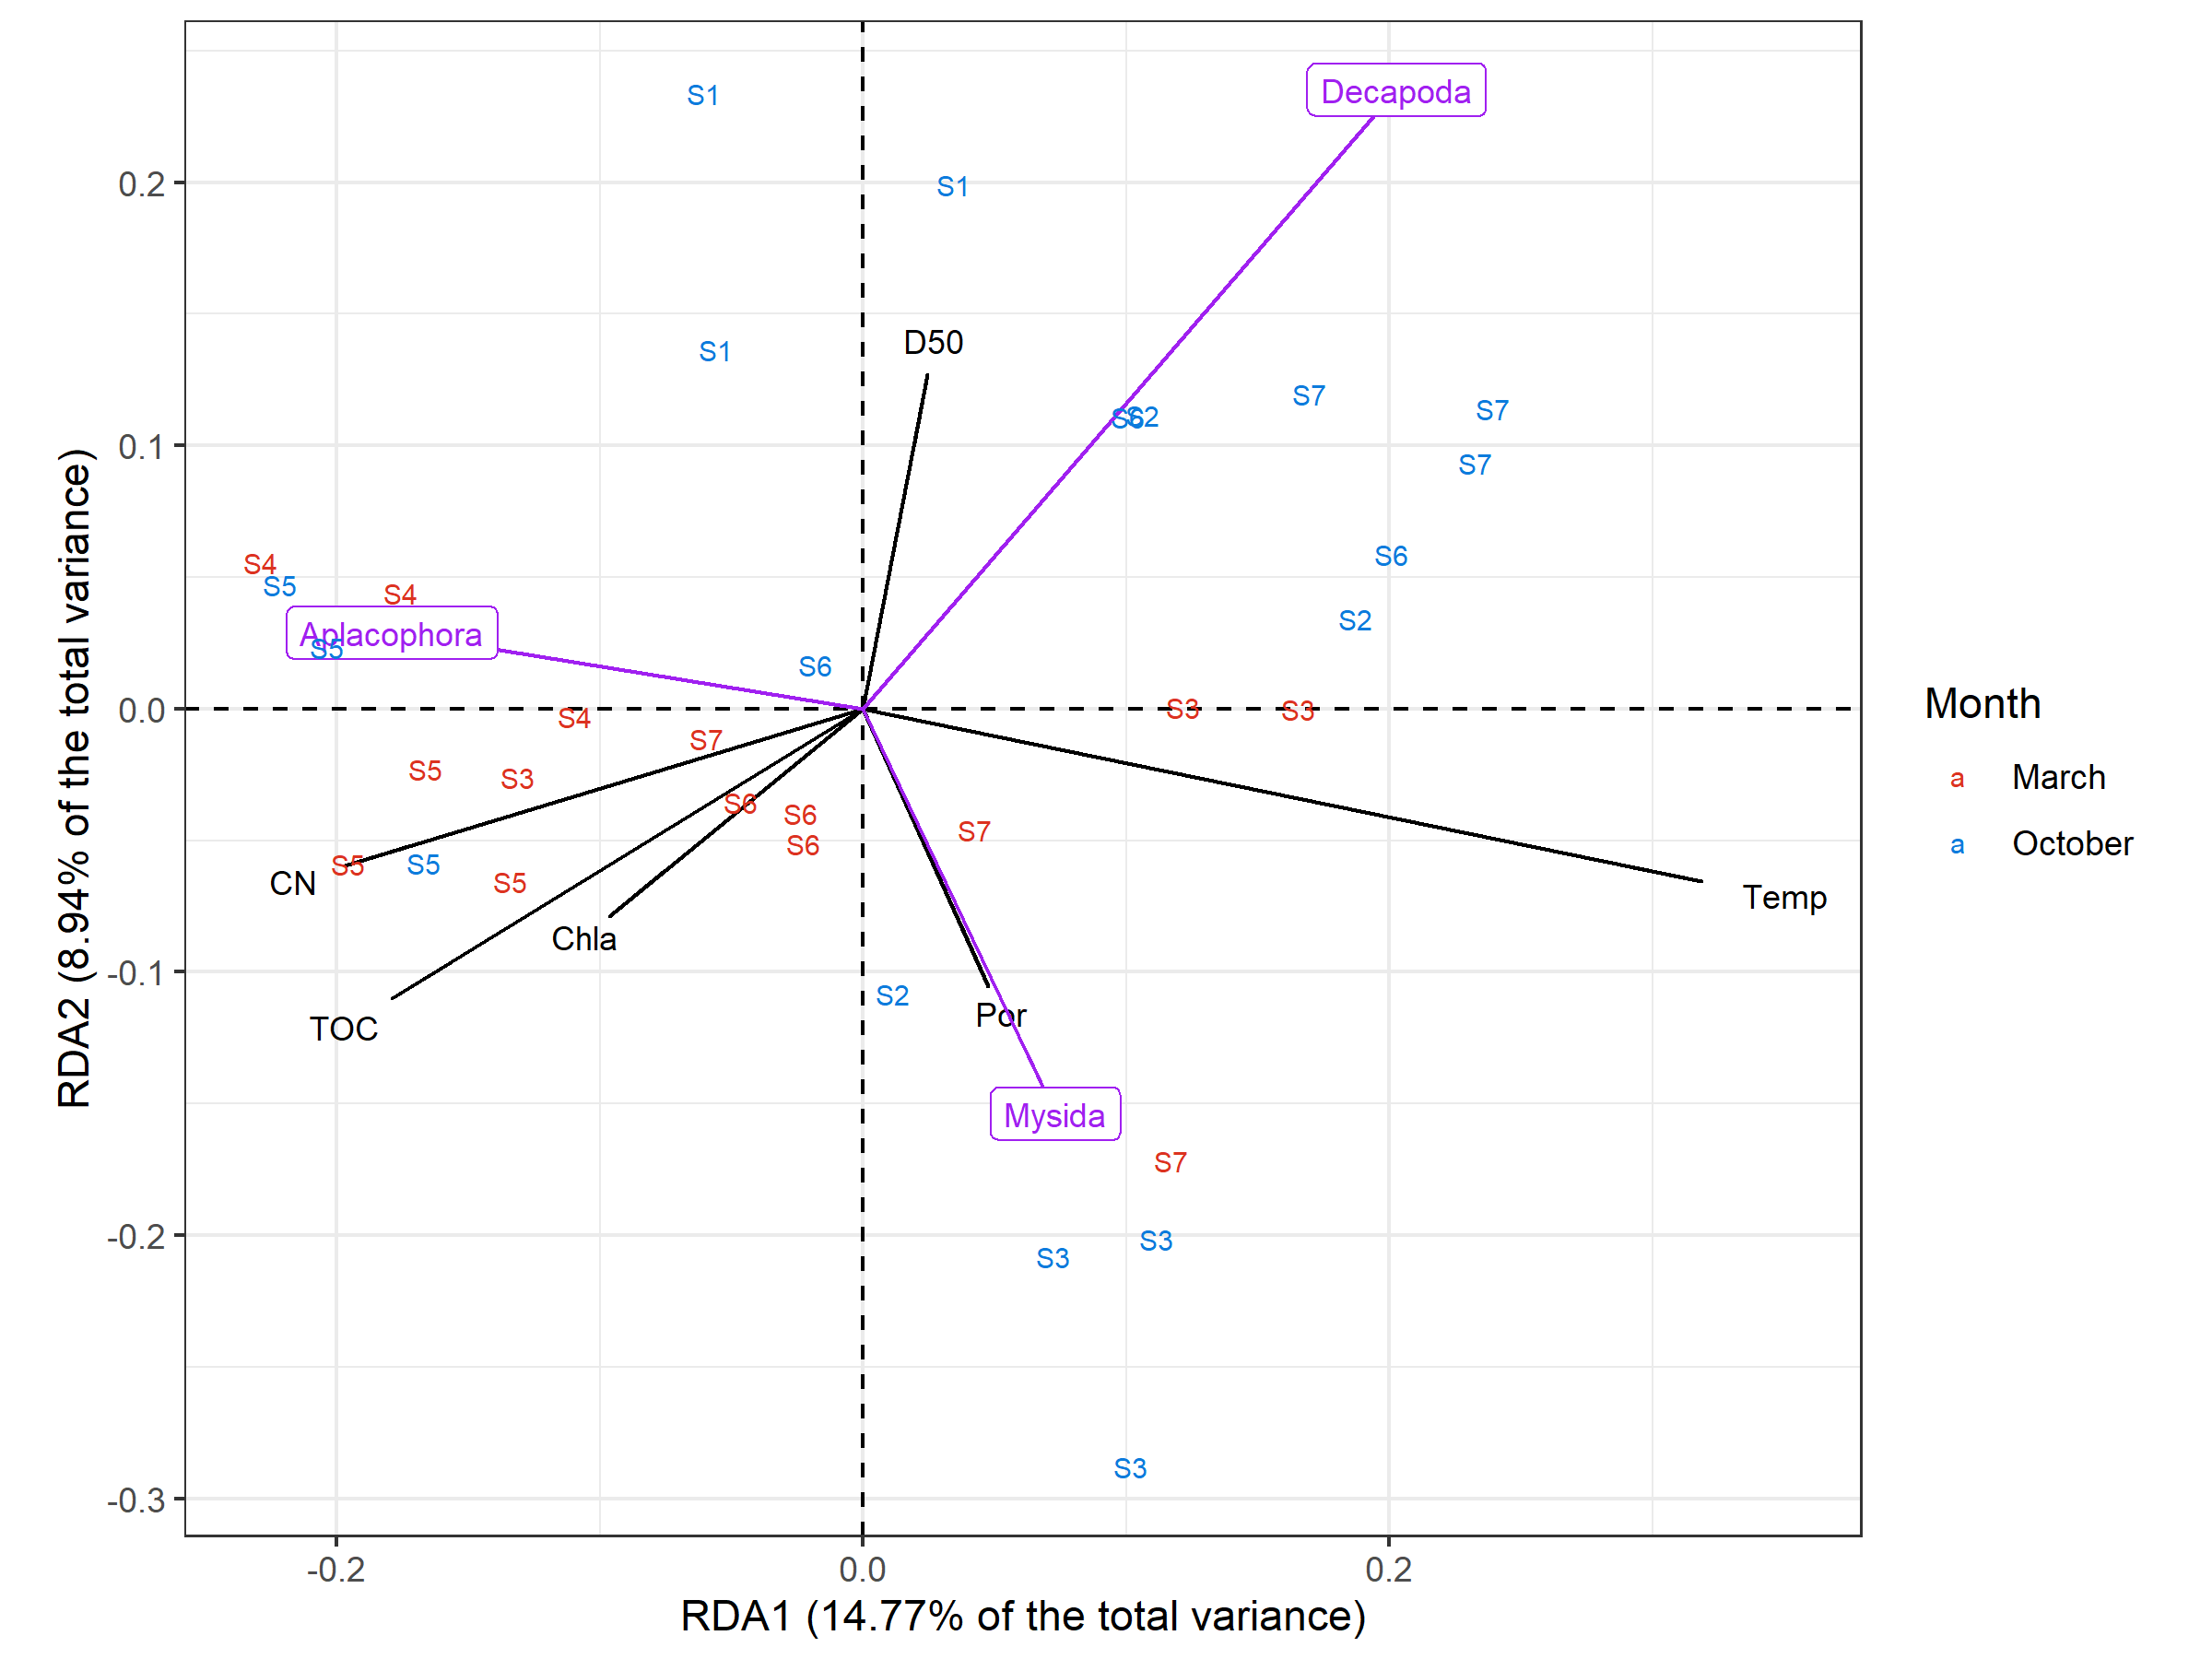 Decapoda
S1
0.2
S1
D50
S1
S7
S7
S6
S2
0.1
S7
S6
S4
S5
S4
S2
Aplacophora
S5
S6
0.0
S3
S3
S4
S7
S5
S3
S6
S6
S7
S6
S5
S5
CN
S5
Temp
Chla
-0.1
S2
Por
TOC
Mysida
S7
-0.2
S3
S3
S3
-0.3
-0.2
0.0
0.2
RDA1 (14.77% of the total variance)
RDA2 (8.94% of the total variance)
Month
a March
a October